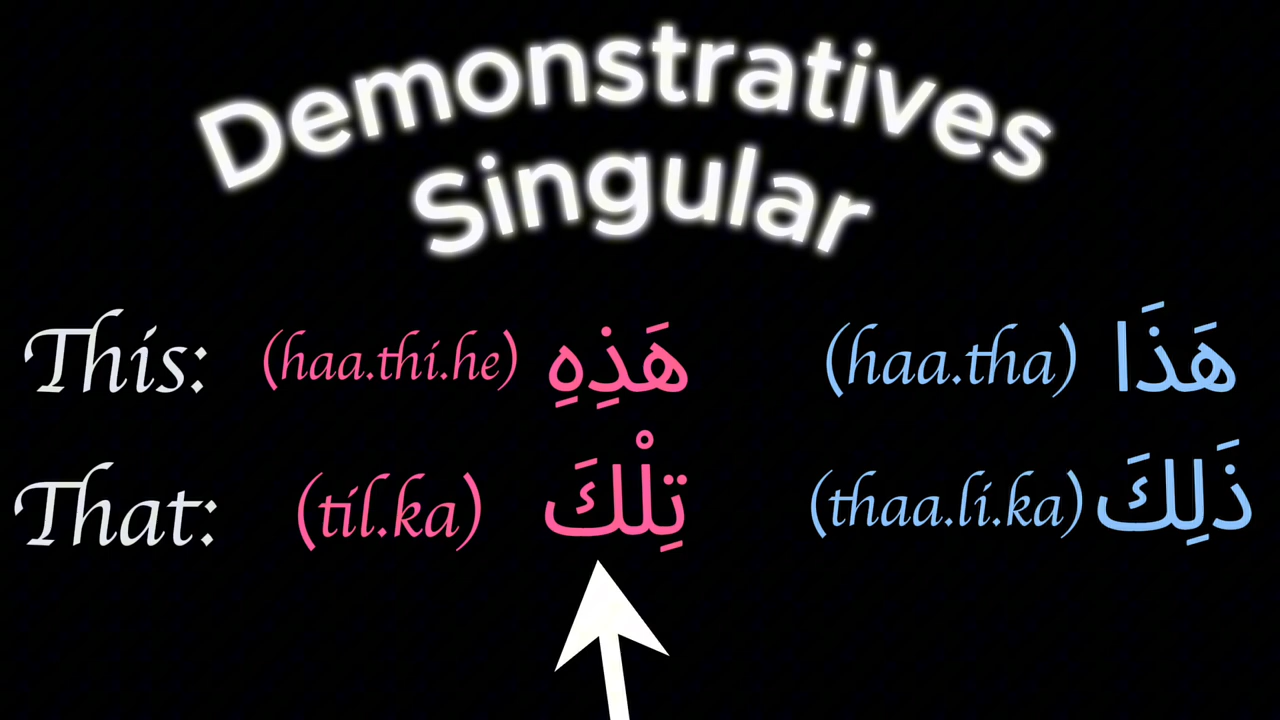 Demonstratives
Singular
This: (haa.thi.he) هَذِهِ (haa.tha) هَذَا
That: (til.ka) تِلْكَ (thaa.li.ka) ذَلِكَ